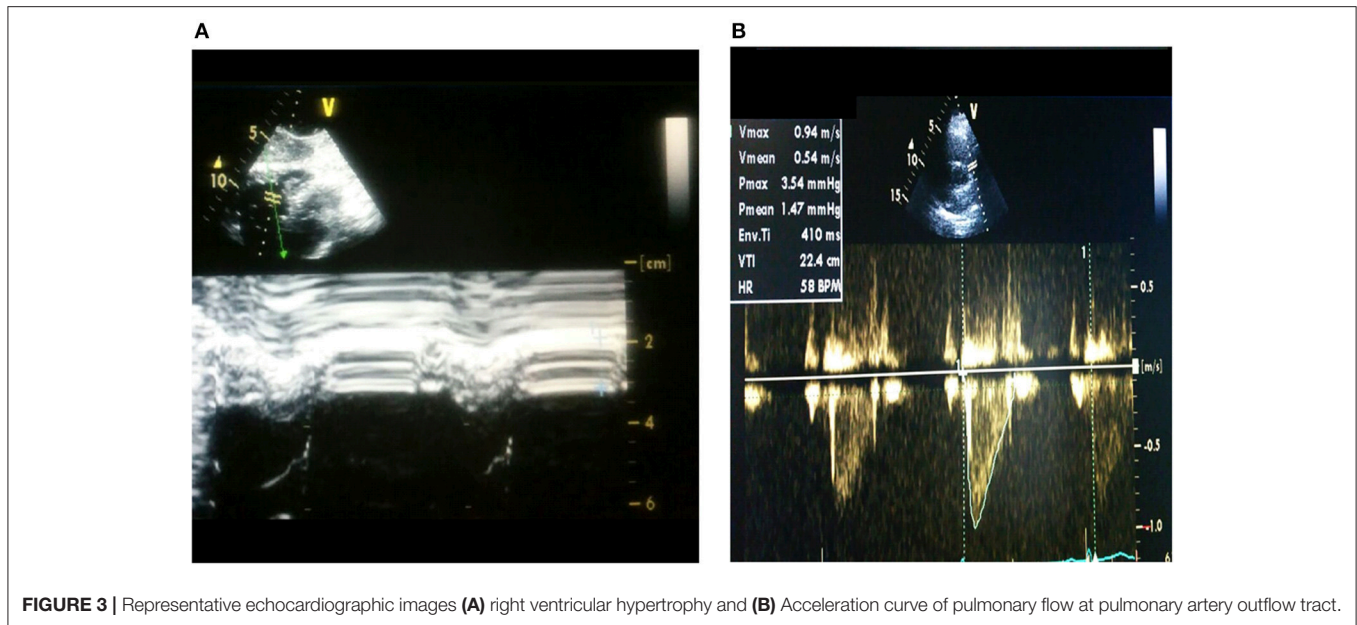 A
B
V
5
10
[cm]
2
4
6
V
5
10
15
Vmax 0.94 m/s
Vmean 0.54 m/s
Pmax 3.54 mmHg
Pmean 1.47 mmHg
Env.Ti 410 ms
VTI 22.4 cm
HR 58 BPM
1
0.5
1
[m/s]
-0.5
-1.0
6
FIGURE 3 | Representative echocardiographic images (A) right ventricular hypertrophy and (B) Acceleration curve of pulmonary flow at pulmonary artery outflow tract.